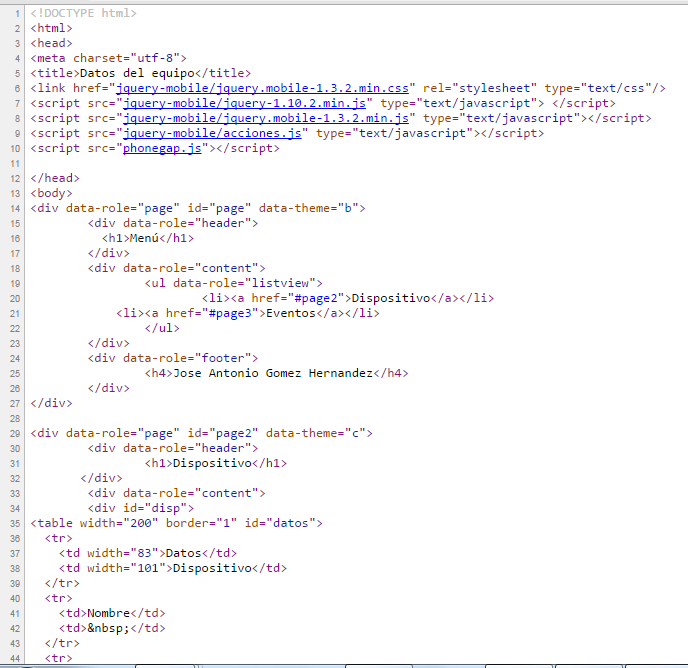 1 <!DOCTYPE html>
2 <html>
3 <head>
4 <meta charset="utf-8">
5 <title>Datos del equipo</title>
6 <link href="jquery-mobile/jquery.mobile-1.3.2.min.css" rel="stylesheet" type="text/css"/>
7 <script src="jquery-mobile/jquery-1.10.2.min.js" type="text/javascript"> </script>
8 <script src="jquery-mobile/jquery.mobile-1.3.2.min.js" type="text/javascript"></script>
9 <script src="jquery-mobile/acciones.js" type="text/javascript"></script>
10 <script src="phonegap.js"></script>
11
12 </head>
13 <body>
14 <div data-role="page" id="page" data-theme="b">
15 <div data-role="header">
16 <h1>Menú</h1>
17 </div>
18 <div data-role="content">
19 <ul data-role="listview">
20 <li><a href="#page2">Dispositivo</a></li>
21 <li><a href="#page3">Eventos</a></li>
22 </ul>
23 </div>
24 <div data-role="footer">
25 <h4>Jose Antonio Gomez Hernandez</h4>
26 </div>
27 </div>
28
29 <div data-role="page" id="page2" data-theme="c">
30 <div data-role="header">
31 <h1>Dispositivo</h1>
32 </div>
33 <div data-role="content">
34 <div id="disp">
35 <table width="200" border="1" id="datos">
36 <tr>
37 <td width="83">Datos</td>
38 <td width="101">Dispositivo</td>
39 </tr>
40 <tr>
41 <td>Nombre</td>
42 <td>&nbsp;</td>
43 </tr>
44 <tr>